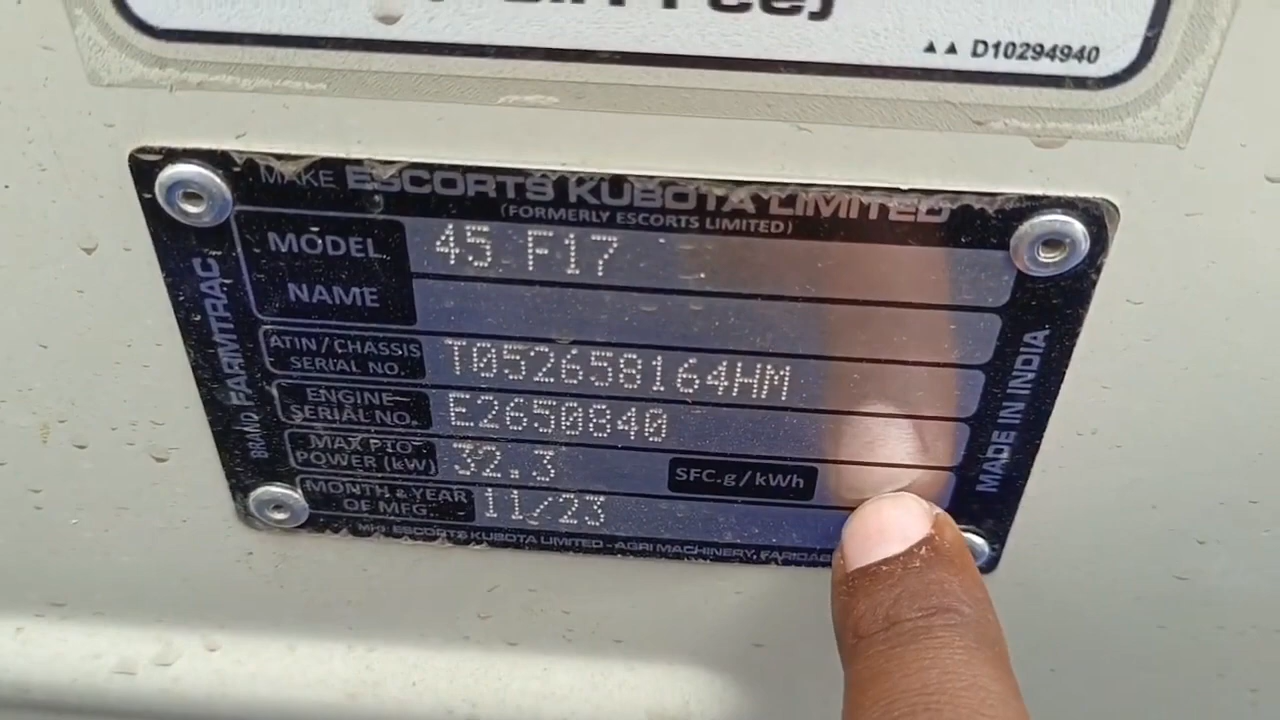 ▲▲ D10294940
MAKE ESCORTS KUBOTA LIMITED
(FORMERLY ESCORTS LIMITED)
BRAND FARMTRAC
MODEL NAME 45 F17
ATIN / CHASSIS SERIAL NO. T052658164HM
ENGINE SERIAL NO. E2650840
MAX PTO POWER (kW) 32.3 SFC.g/kWh
MONTH & YEAR OF MFG. 11/23
ESCORTS KUBOTA LIMITED - AGRI MACHINERY,
MADE IN INDIA